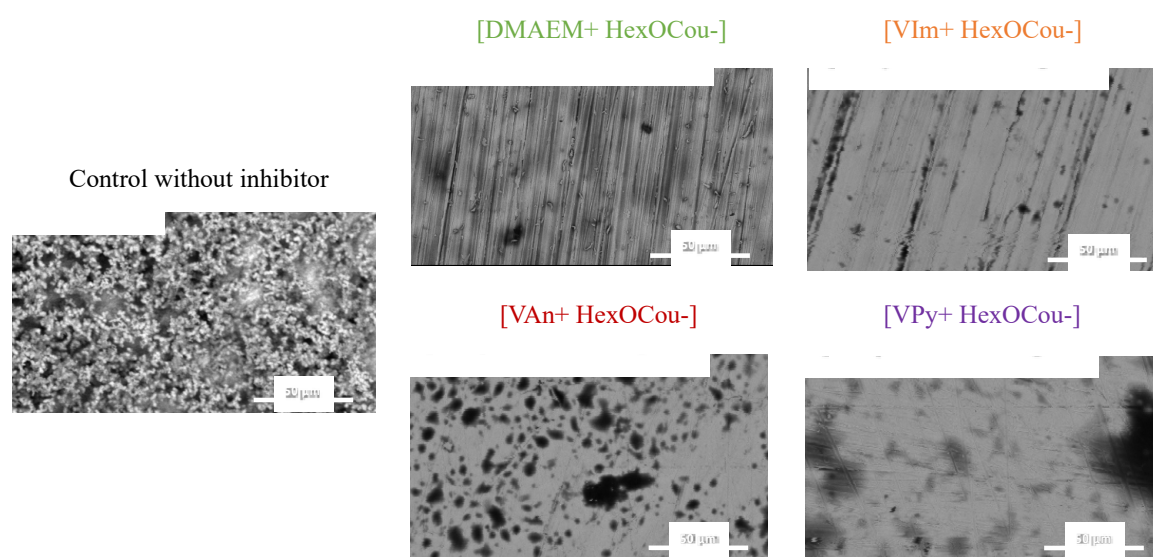 [DMAEM+ HexOCou-]
[VIm+ HexOCou-]
Control without inhibitor
50 µm
50 µm
50 µm
[VAn+ HexOCou-]
[VPy+ HexOCou-]
50 µm
50 µm